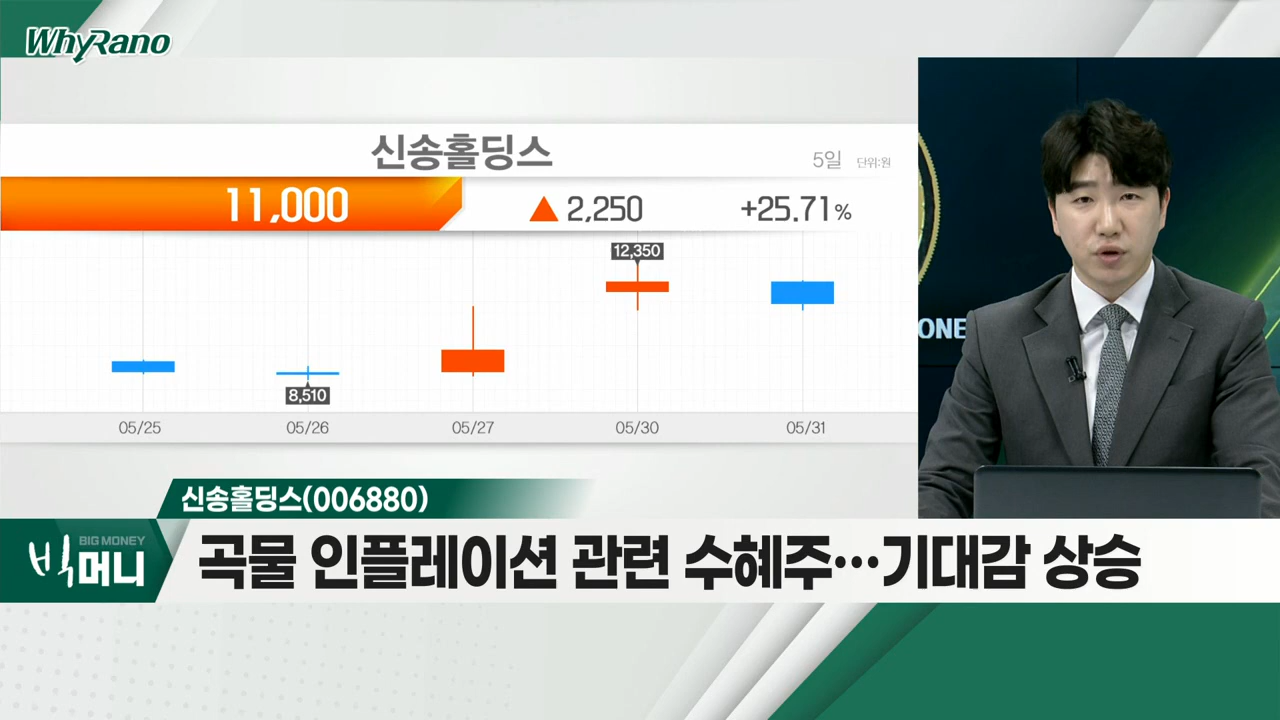 WhyRano
신송홀딩스
5일 단위:원
11,000 ▲ 2,250 +25.71%
12,350
8,510
05/25 05/26 05/27 05/30 05/31
ONE
신송홀딩스(006880)
BIG MONEY
빅머니
곡물 인플레이션 관련 수혜주…기대감 상승